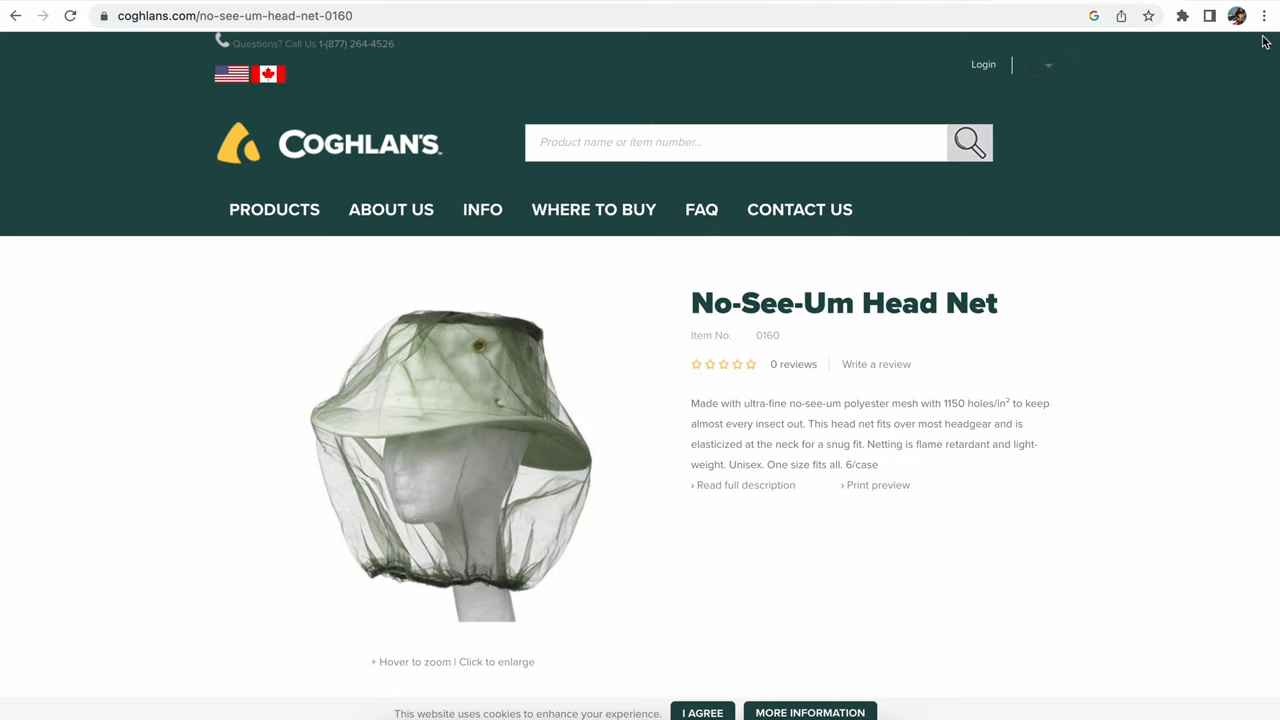 coghlans.com/no-see-um-head-net-0160
Questions? Call Us 1-(877) 264-4526
Login
COGHLAN'S™
Product name or item number...
PRODUCTS ABOUT US INFO WHERE TO BUY FAQ CONTACT US
No-See-Um Head Net
Item No. 0160
0 reviews Write a review
Made with ultra-fine no-see-um polyester mesh with 1150 holes/in² to keep
almost every insect out. This head net fits over most headgear and is
elasticized at the neck for a snug fit. Netting is flame retardant and light-
weight. Unisex. One size fits all. 6/case
› Read full description › Print preview
+ Hover to zoom | Click to enlarge
This website uses cookies to enhance your experience. I AGREE MORE INFORMATION